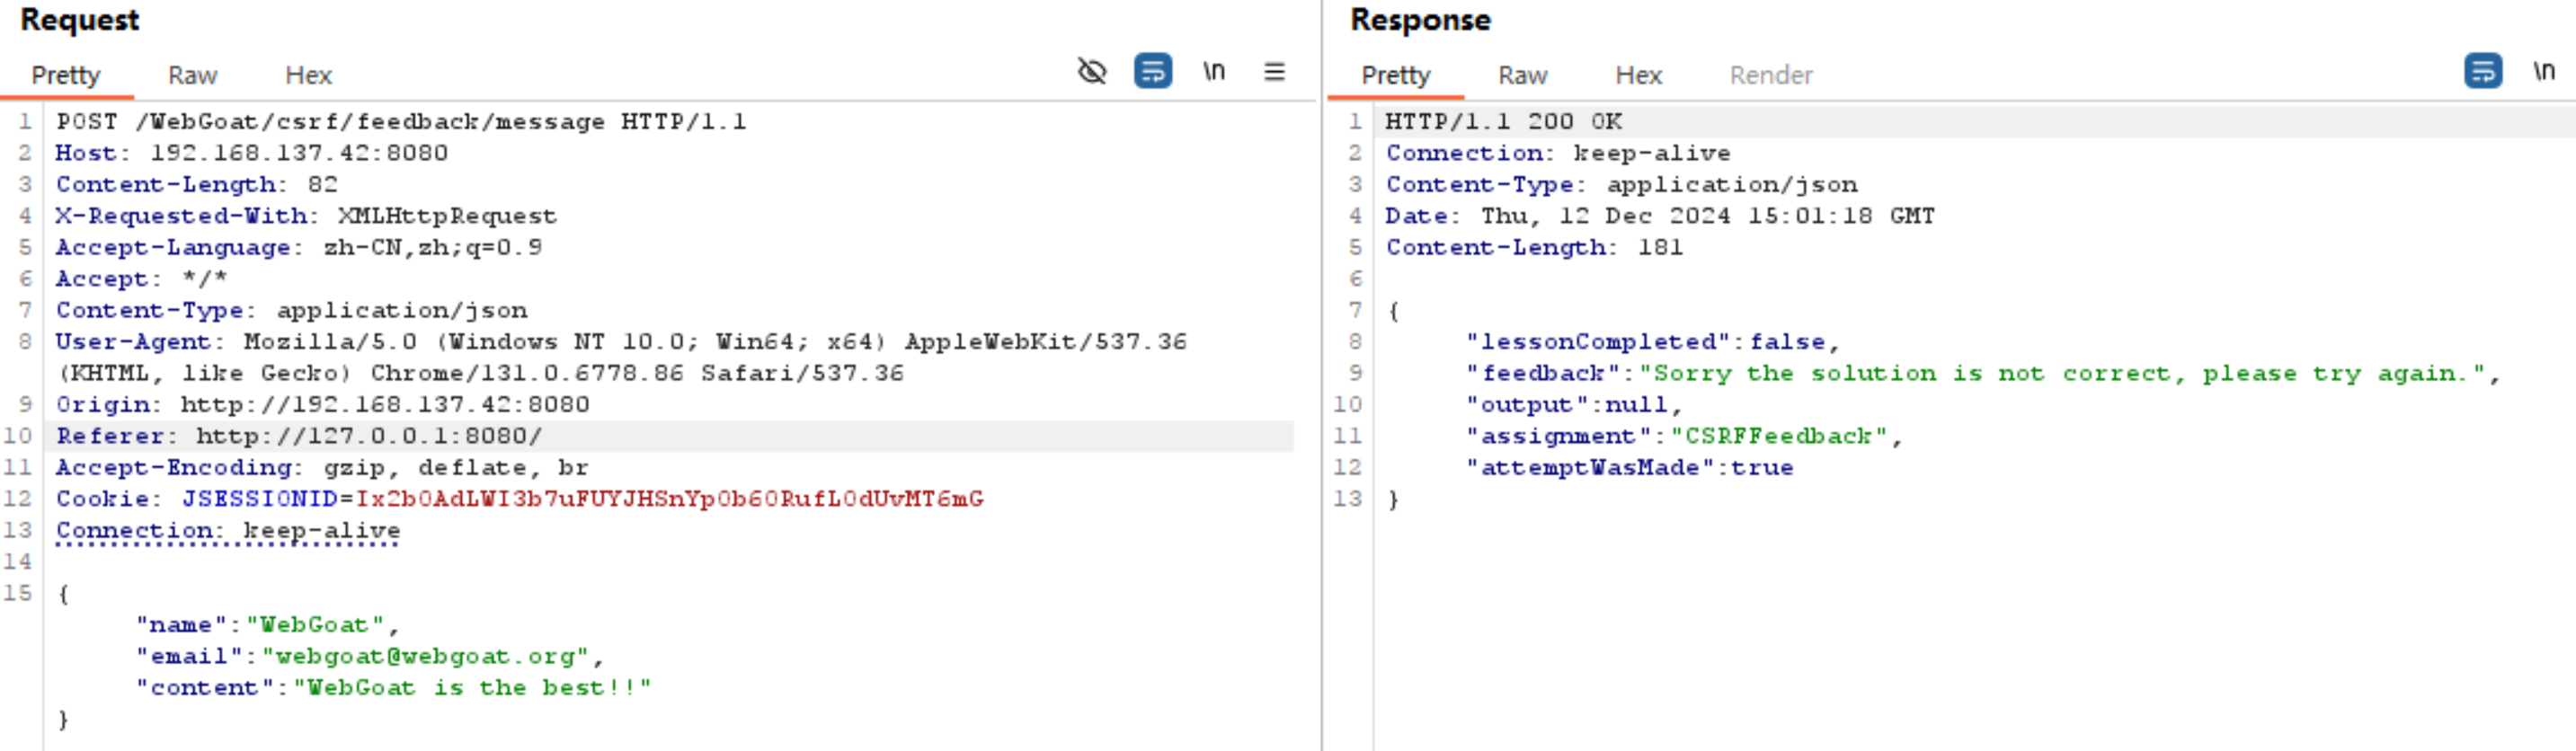 Request
Pretty Raw Hex \n
1 POST /WebGoat/csrf/feedback/message HTTP/1.1
2 Host: 192.168.137.42:8080
3 Content-Length: 82
4 X-Requested-With: XMLHttpRequest
5 Accept-Language: zh-CN,zh;q=0.9
6 Accept: */*
7 Content-Type: application/json
8 User-Agent: Mozilla/5.0 (Windows NT 10.0; Win64; x64) AppleWebKit/537.36
(KHTML, like Gecko) Chrome/131.0.6778.86 Safari/537.36
9 Origin: http://192.168.137.42:8080
10 Referer: http://127.0.0.1:8080/
11 Accept-Encoding: gzip, deflate, br
12 Cookie: JSESSIONID=Ix2b0AdLWI3b7uFUYJHSnYp0b60RufL0dUvMT6mG
13 Connection: keep-alive
14
15 {
"name":"WebGoat",
"email":"webgoat@webgoat.org",
"content":"WebGoat is the best!!"
}
Response
Pretty Raw Hex Render \n
1 HTTP/1.1 200 OK
2 Connection: keep-alive
3 Content-Type: application/json
4 Date: Thu, 12 Dec 2024 15:01:18 GMT
5 Content-Length: 181
6
7 {
8 "lessonCompleted":false,
9 "feedback":"Sorry the solution is not correct, please try again.",
10 "output":null,
11 "assignment":"CSRFFeedback",
12 "attemptWasMade":true
13 }